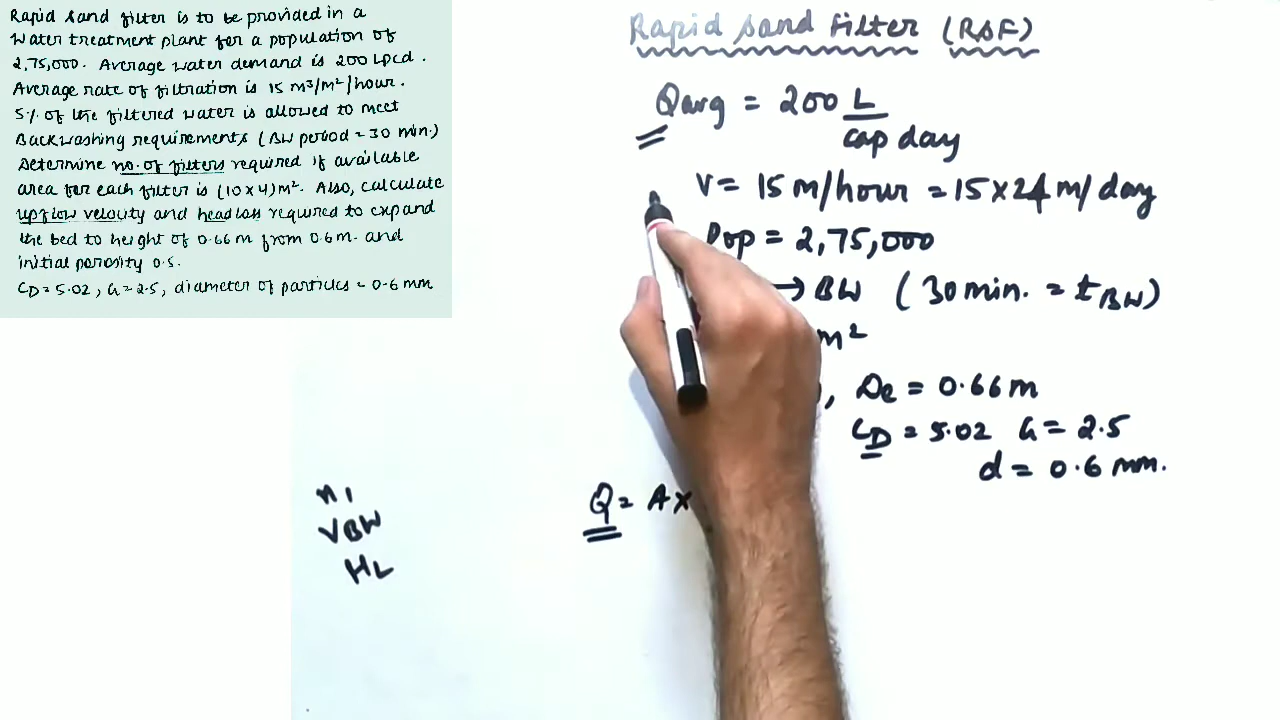 Rapid sand filter is to be provided in a
Water treatment plant for a population of
2,75,000. Average water demand is 200 Lpcd.
Average rate of filtration is 15 m³/m²/hour.
5% of the filtered water is allowed to meet
Backwashing requirements (BW period = 30 min.)
Determine no. of filters required if available
area for each filter is (10 x 4) m². Also, calculate
upflow velocity and headloss required to expand
the bed to height of 0.66 m from 0.6 m. and
initial porosity 0.5.
CD = 5.02, G = 2.5, diameter of particles = 0.6 mm
Rapid sand filter (RSF)
Qavg = 200 L/cap day
V = 15 m/hour = 15 x 24 m/day
Pop = 2,75,000
→ BW (30 min. = tBW)
m²
, De = 0.66 m
CD = 5.02 G = 2.5
d = 0.6 mm.
n,
VBW
HL
Q = A x